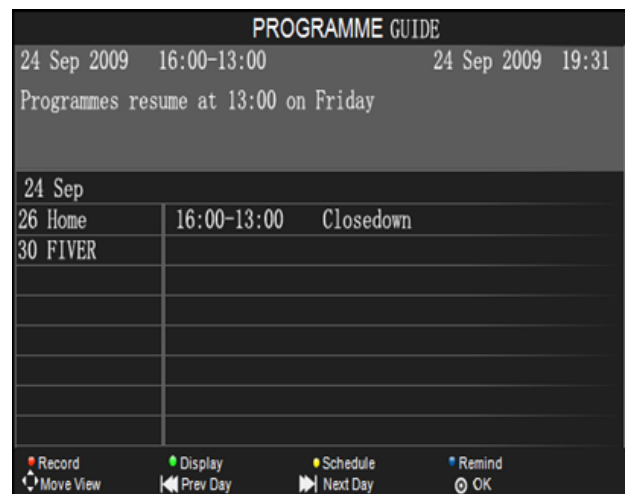 PROGRAMME GUIDE
24 Sep 2009 16:00-13:00 24 Sep 2009 19:31
Programmes resume at 13:00 on Friday
24 Sep
26 Home 16:00-13:00 Closedown
30 FIVER
Record Display Schedule Remind
Move View Prev Day Next Day OK